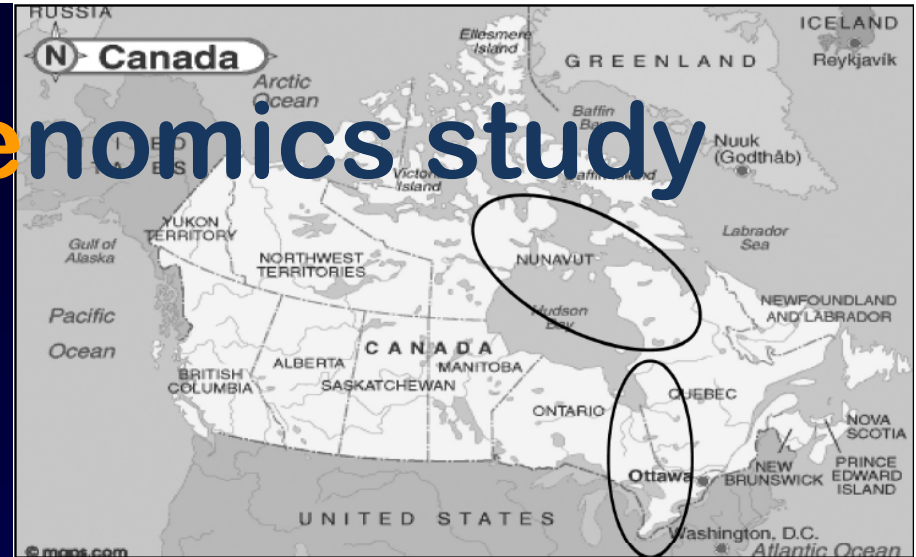 RUSSIA
N Canada
Arctic
Ocean
Ellesmere
Island
GREENLAND
ICELAND
Reykjavík
enomics study
Baffin
Nuuk
(Godthåb)
Island
YUKON
TERRITORY
Gulf of
Alaska
NORTHWEST
TERRITORIES
NUNAVUT
Labrador
Sea
Hudson
Bay
NEWFOUNDLAND
AND LABRADOR
Pacific
Ocean
CANADA
BRITISH
COLUMBIA
ALBERTA
SASKATCHEWAN
MANITOBA
ONTARIO
QUEBEC
NOVA
SCOTIA
PRINCE
EDWARD
ISLAND
NEW
BRUNSWICK
Ottawa
UNITED STATES
Washington, D.C.
Atlantic Ocean
© maps.com